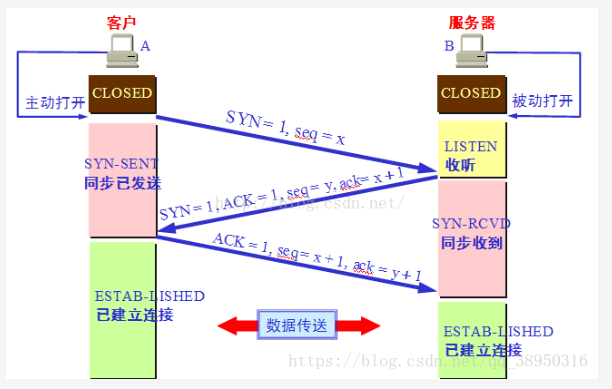 客户
服务器
A
B
CLOSED
CLOSED
主动打开
被动打开
SYN=1, seq=x
LISTEN
收听
SYN-SENT
同步已发送
SYN=1, ACK=1, seq=y, ack=x+1
http://blog.csdn.net/
SYN-RCVD
同步收到
ACK=1, seq=x+1, ack=y+1
ESTAB-LISHED
已建立连接
数据传送
ESTAB-LISHED
已建立连接
https://blog.csdn.net/qq_38950316